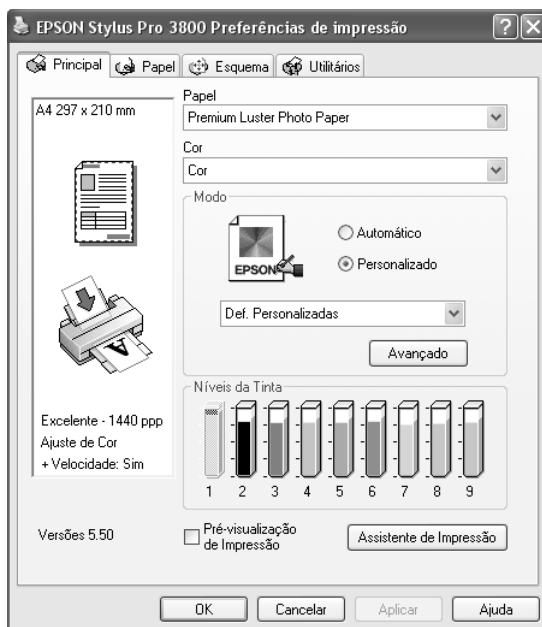 EPSON Stylus Pro 3800 Preferências de impressão
Principal Papel Esquema Utilitários
A4 297 x 210 mm
Papel
Premium Luster Photo Paper
Cor
Cor
Modo
EPSON
Automático
Personalizado
Def. Personalizadas
Avançado
Níveis da Tinta
1 2 3 4 5 6 7 8 9
Excelente - 1440 ppp
Ajuste de Cor
+ Velocidade: Sim
Versões 5.50
Pré-visualização
de Impressão
Assistente de Impressão
OK Cancelar Aplicar Ajuda